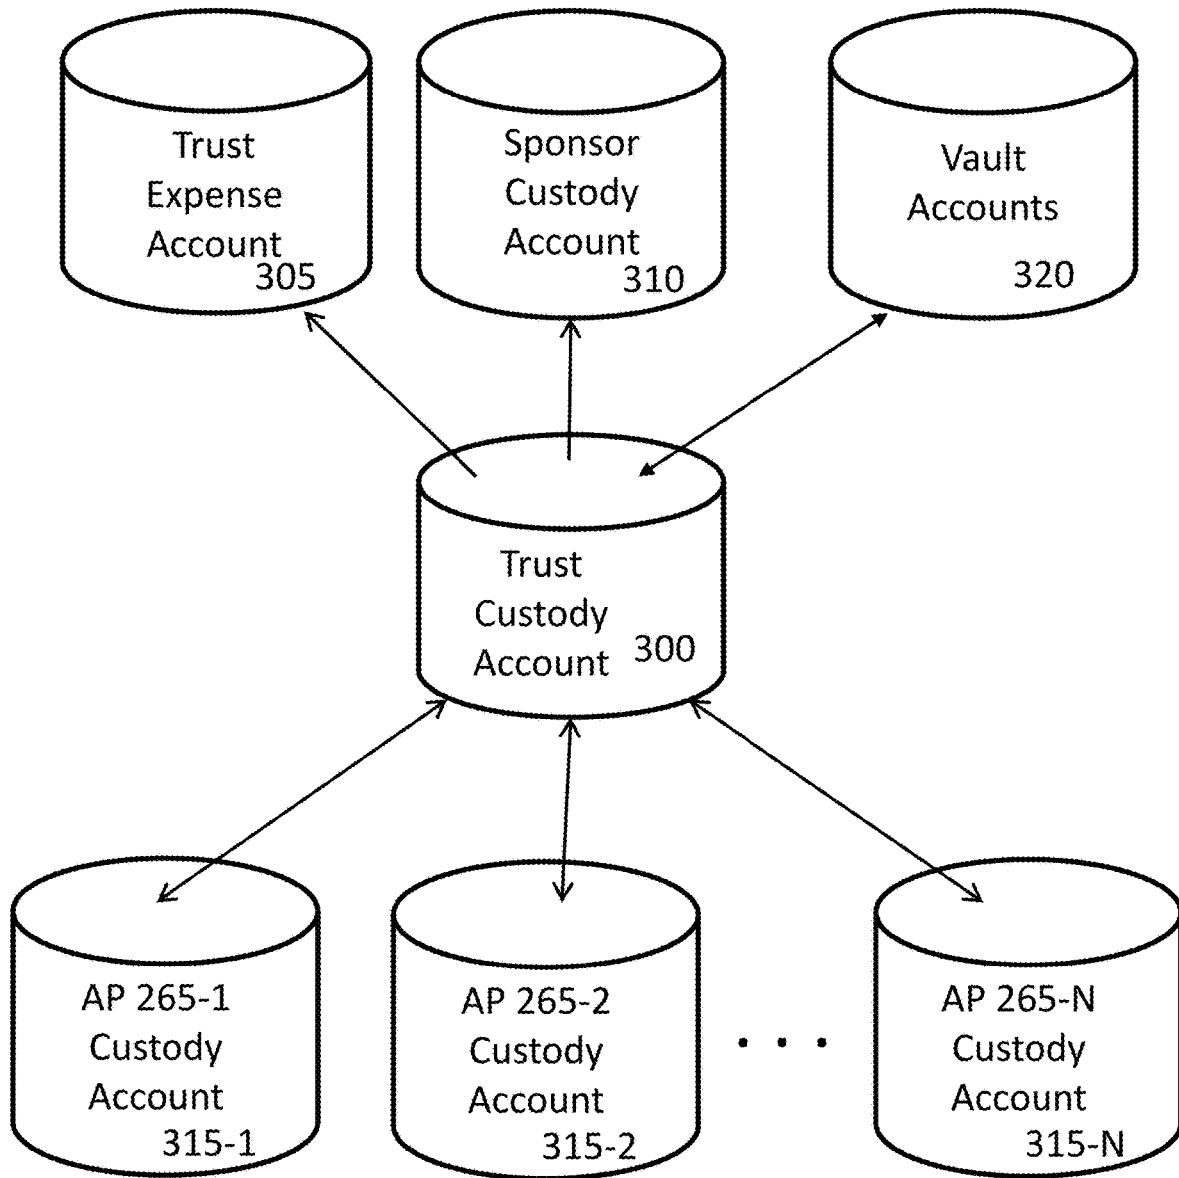 Trust
Expense
Account
305
Sponsor
Custody
Account
310
Vault
Accounts
320
Trust
Custody
Account
300
AP 265-1
Custody
Account
315-1
AP 265-2
Custody
Account
315-2
. . .
AP 265-N
Custody
Account
315-N